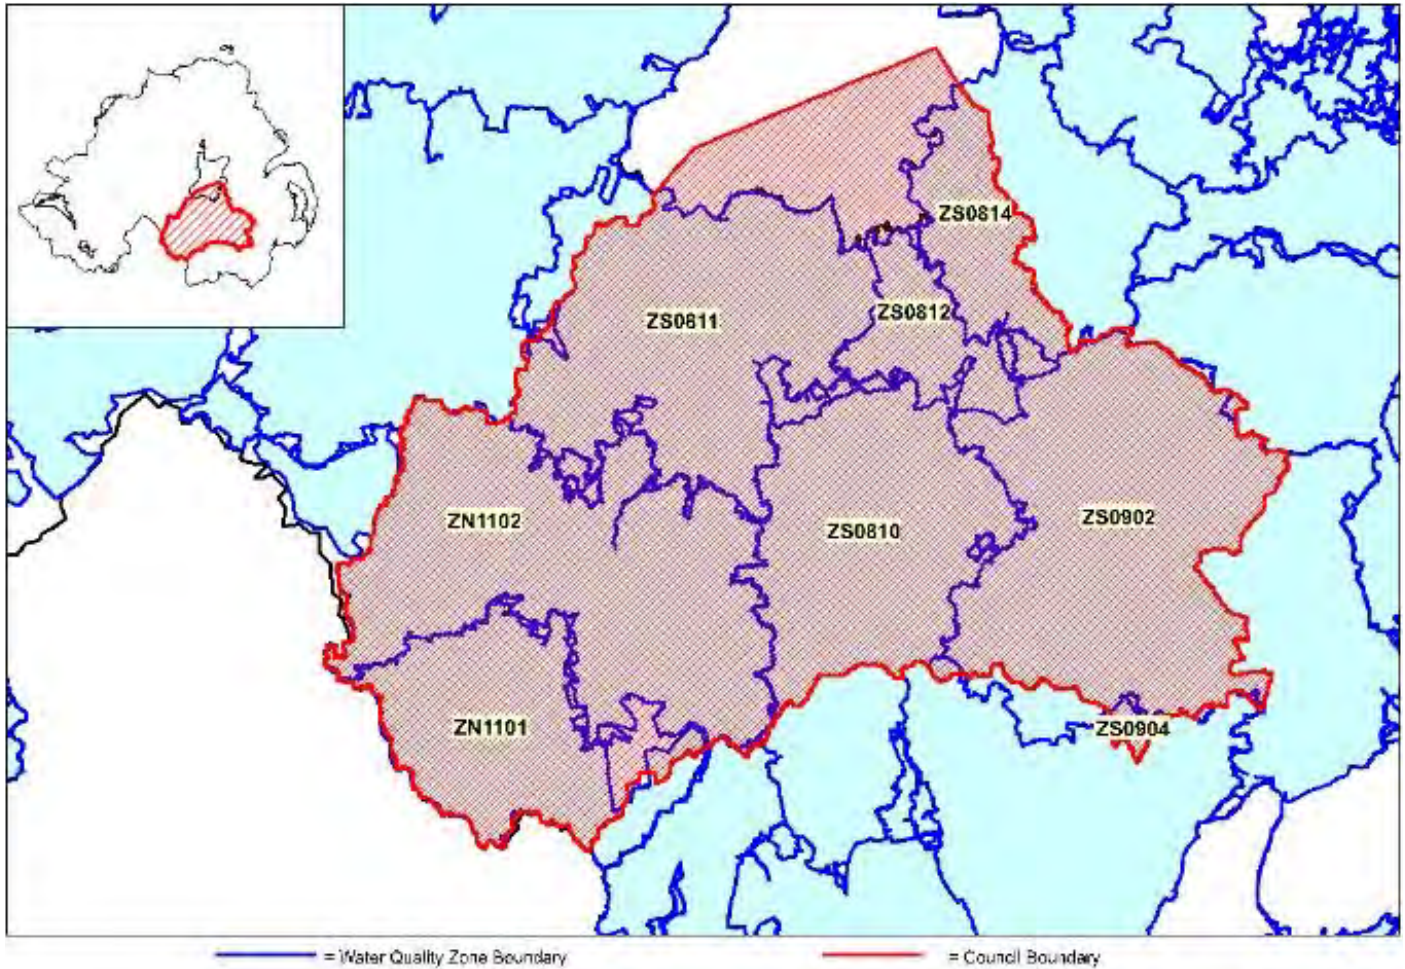 ZS0814
ZS0811
ZS0812
ZN1102
ZS0810
ZS0902
ZN1101
ZS0904
= Water Quality Zone Boundary
= Council Boundary